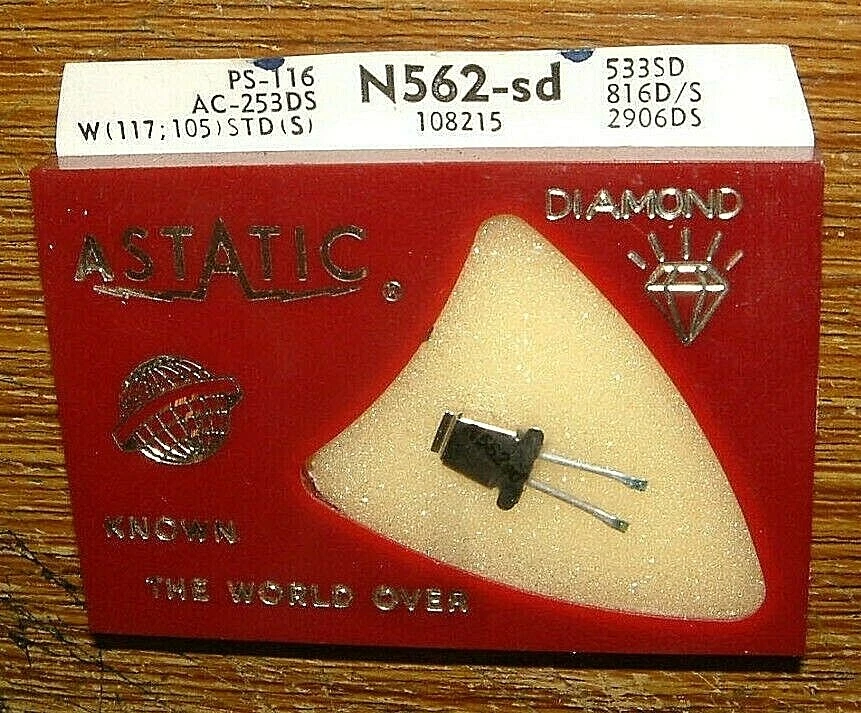 PS-116
AC-253DS
W(117;105)STD(S)
N562-sd
108215
533SD
816D/S
2906DS
DIAMOND
ASTATIC ®
KNOWN
THE WORLD OVER